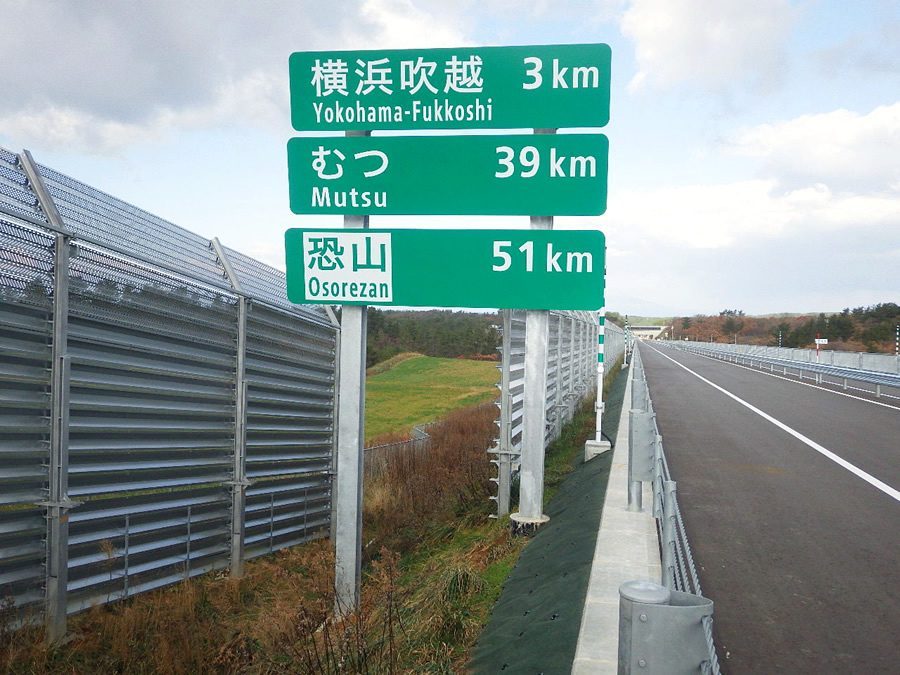 横浜吹越 3 km
Yokohama-Fukkoshi
むつ 39 km
Mutsu
恐山 51 km
Osorezan